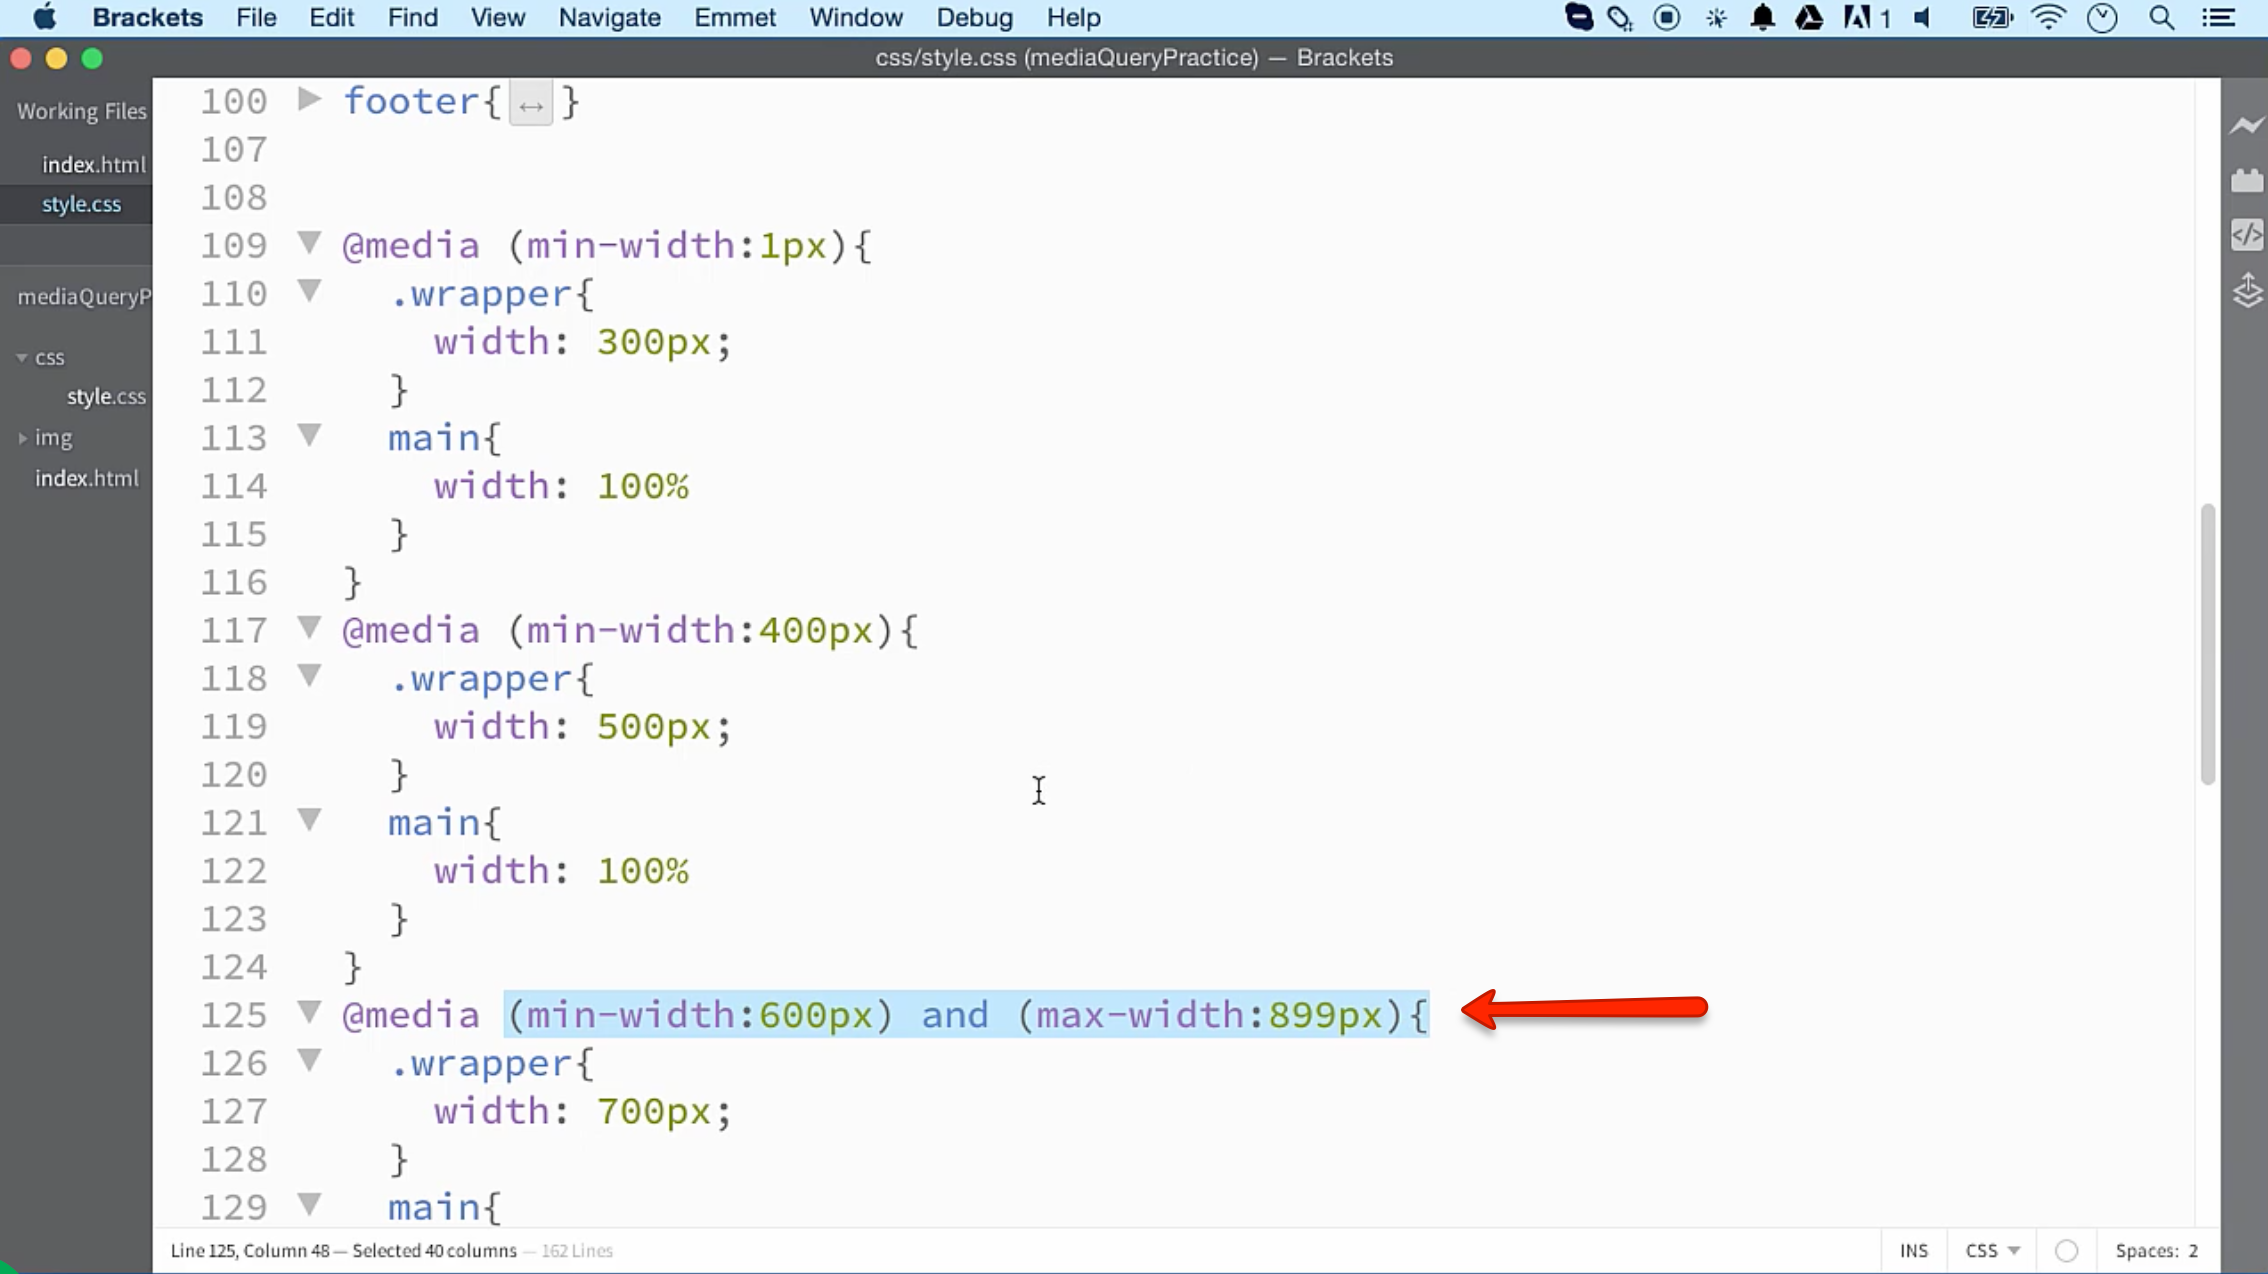 Brackets File Edit Find View Navigate Emmet Window Debug Help 1
css/style.css (mediaQueryPractice) — Brackets
Working Files
index.html
style.css
mediaQueryP
css
style.css
img
index.html
100 footer{↔}
107
108
109 @media (min-width:1px){
110 .wrapper{
111 width: 300px;
112 }
113 main{
114 width: 100%
115 }
116 }
117 @media (min-width:400px){
118 .wrapper{
119 width: 500px;
120 }
121 main{
122 width: 100%
123 }
124 }
125 @media (min-width:600px) and (max-width:899px){
126 .wrapper{
127 width: 700px;
128 }
129 main{
Line 125, Column 48 — Selected 40 columns — 162 Lines
INS CSS Spaces: 2